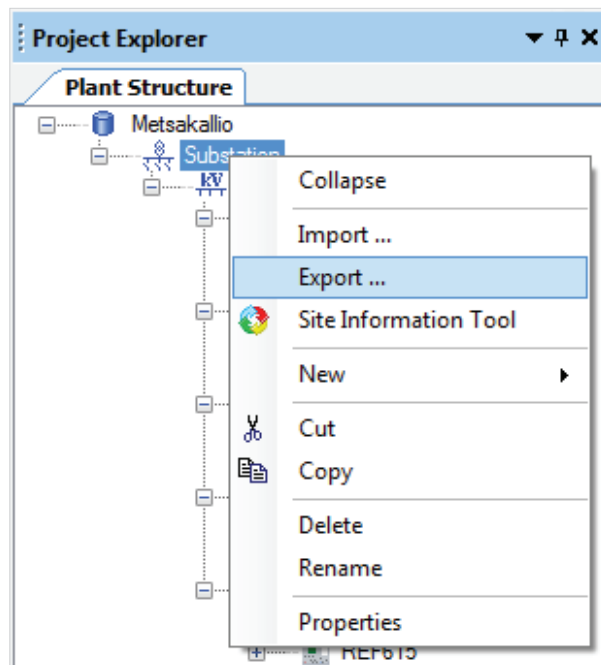 Project Explorer
Plant Structure
Metsakallio
Substation
kV
Collapse
Import ...
Export ...
Site Information Tool
New
Cut
Copy
Delete
Rename
Properties
REF615